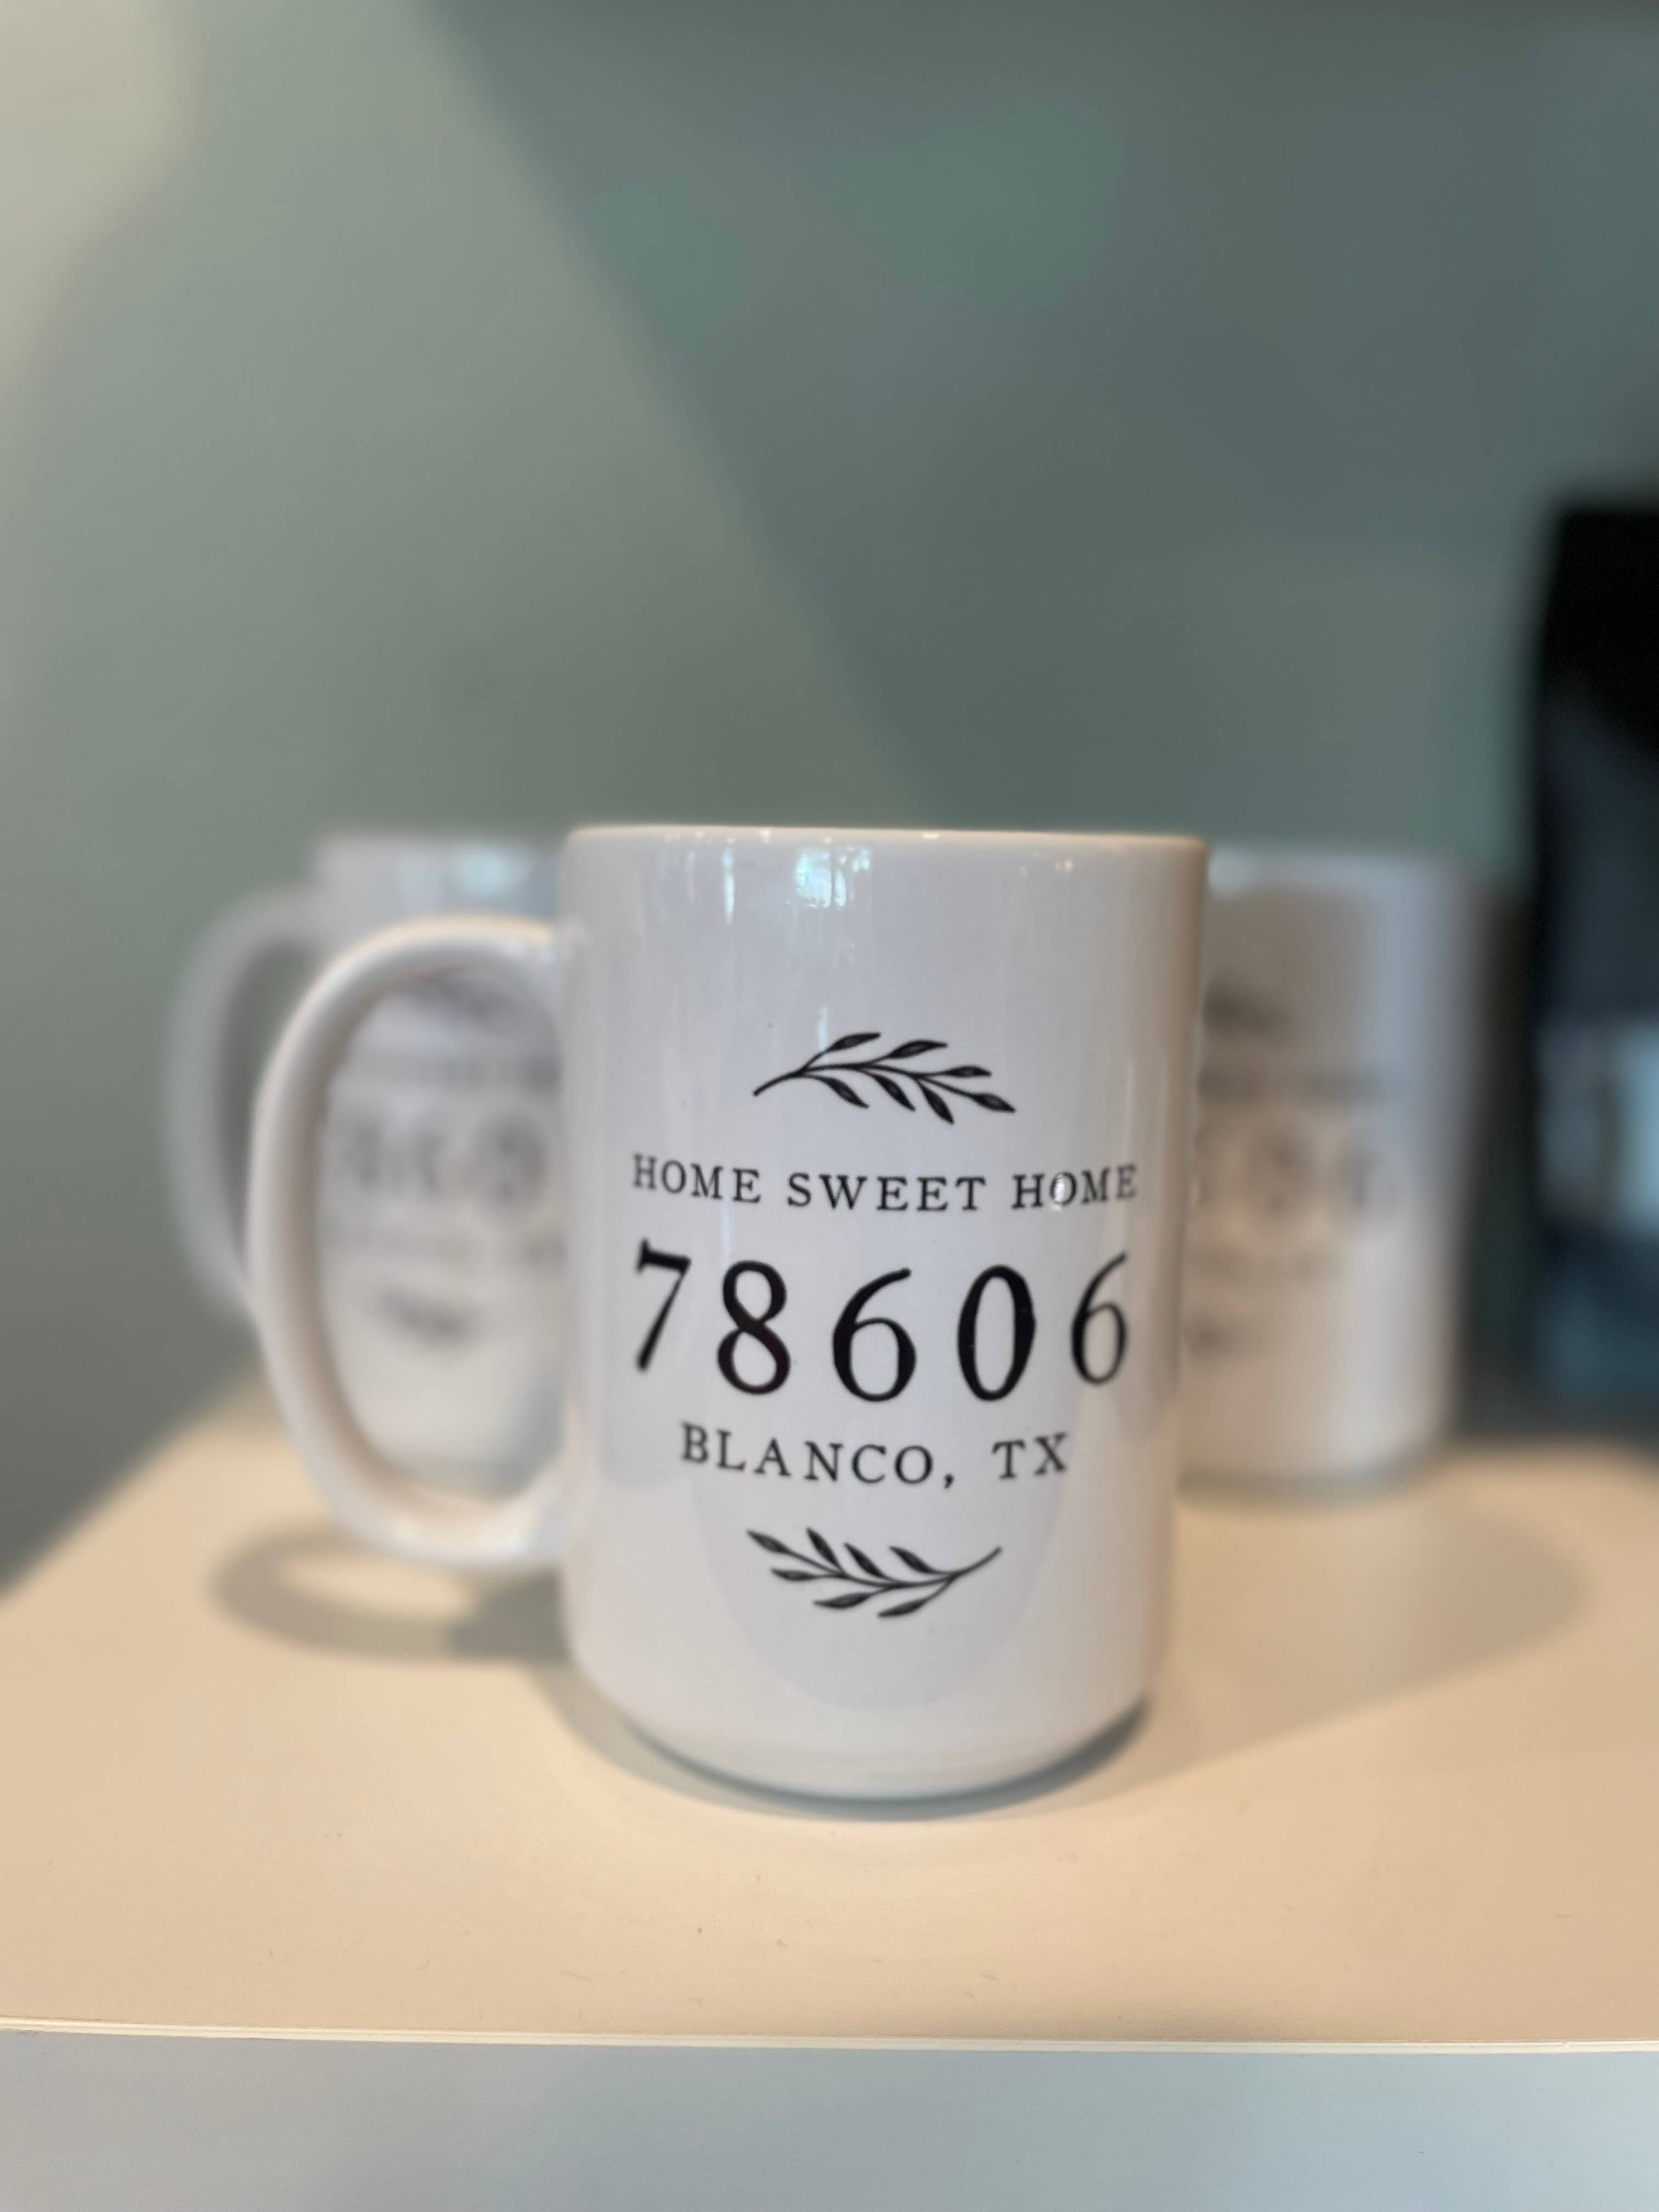 HOME SWEET HOME
78606
BLANCO, TX